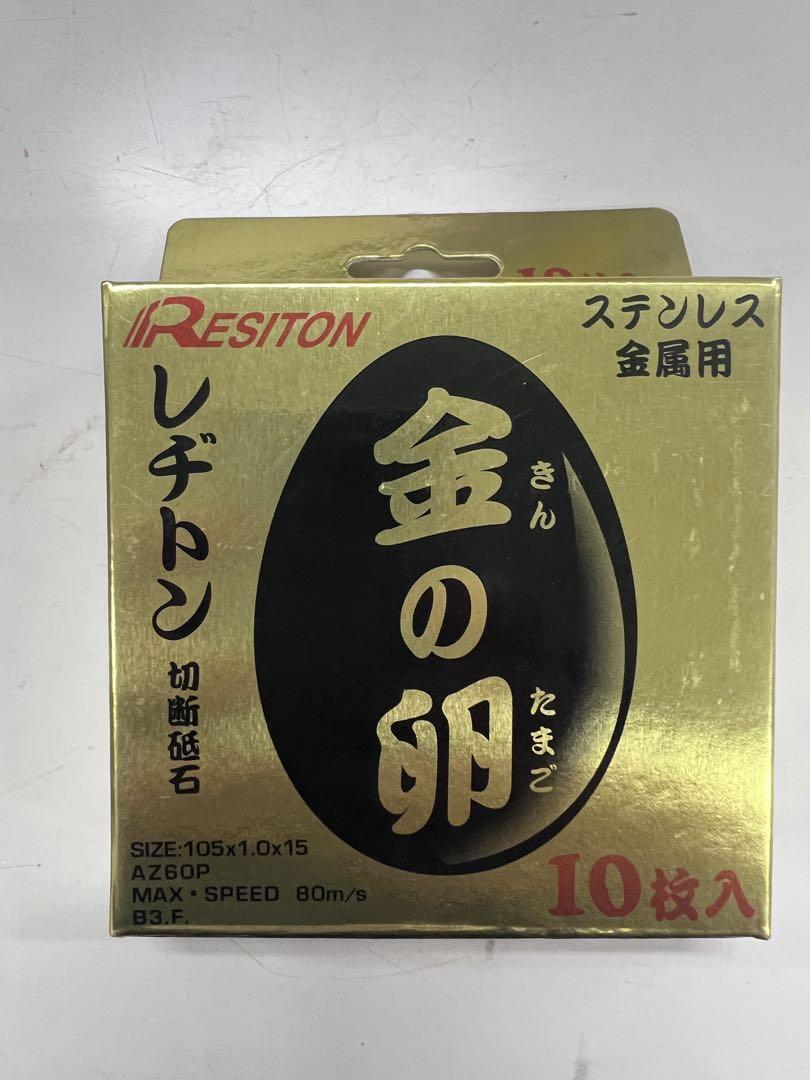 RESITON
ステンレス
金属用
レヂトン 切断砥石
金の卵
きん
たまご
SIZE:105x1.0x15
AZ60P
MAX・SPEED 80m/s
B3.F.
10枚入